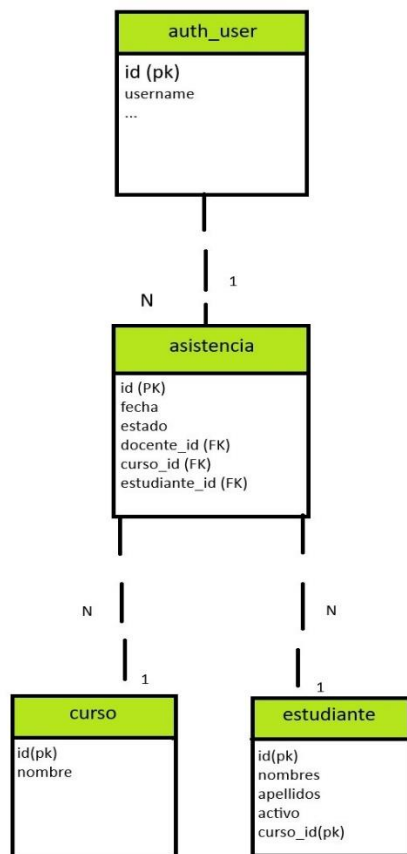 auth_user
id (pk)
username
...
1
N
asistencia
id (PK)
fecha
estado
docente_id (FK)
curso_id (FK)
estudiante_id (FK)
N
N
1
1
curso
id(pk)
nombre
estudiante
id(pk)
nombres
apellidos
activo
curso_id(pk)